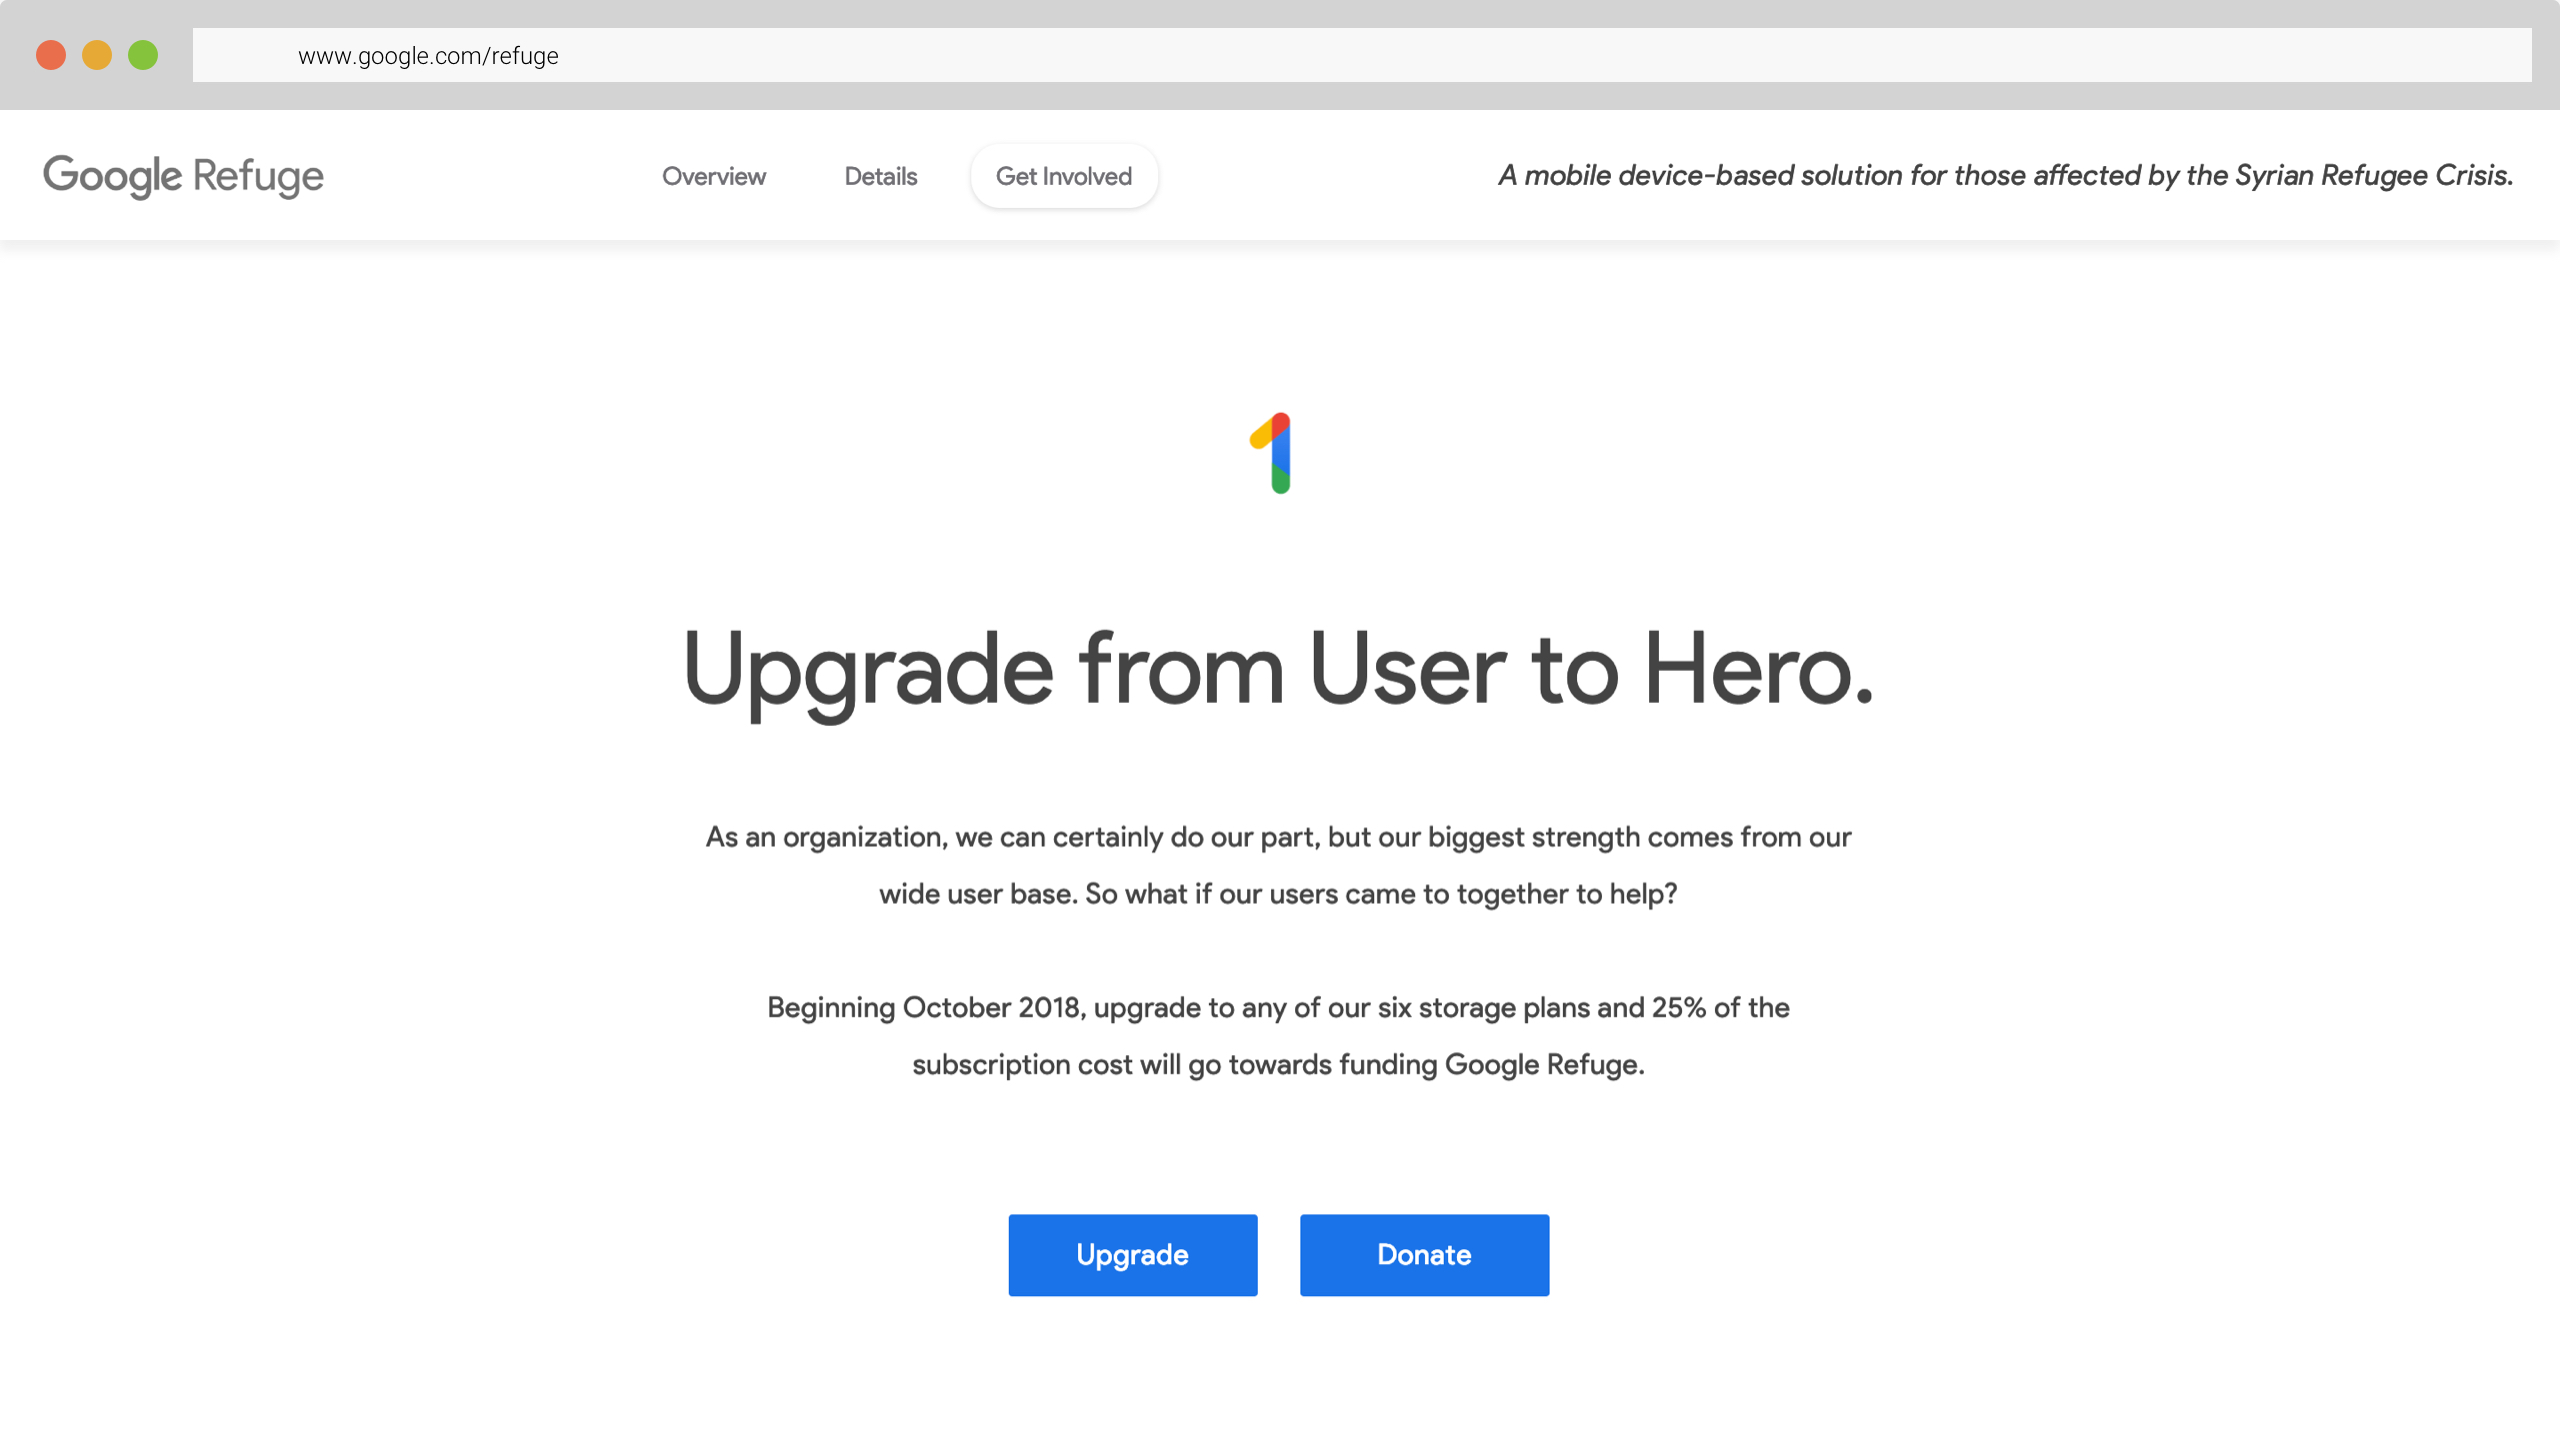 www.google.com/refuge
Google Refuge
Overview
Details
Get Involved
A mobile device-based solution for those affected by the Syrian Refugee Crisis.
1
Upgrade from User to Hero.
As an organization, we can certainly do our part, but our biggest strength comes from our
wide user base. So what if our users came to together to help?
Beginning October 2018, upgrade to any of our six storage plans and 25% of the
subscription cost will go towards funding Google Refuge.
Upgrade
Donate